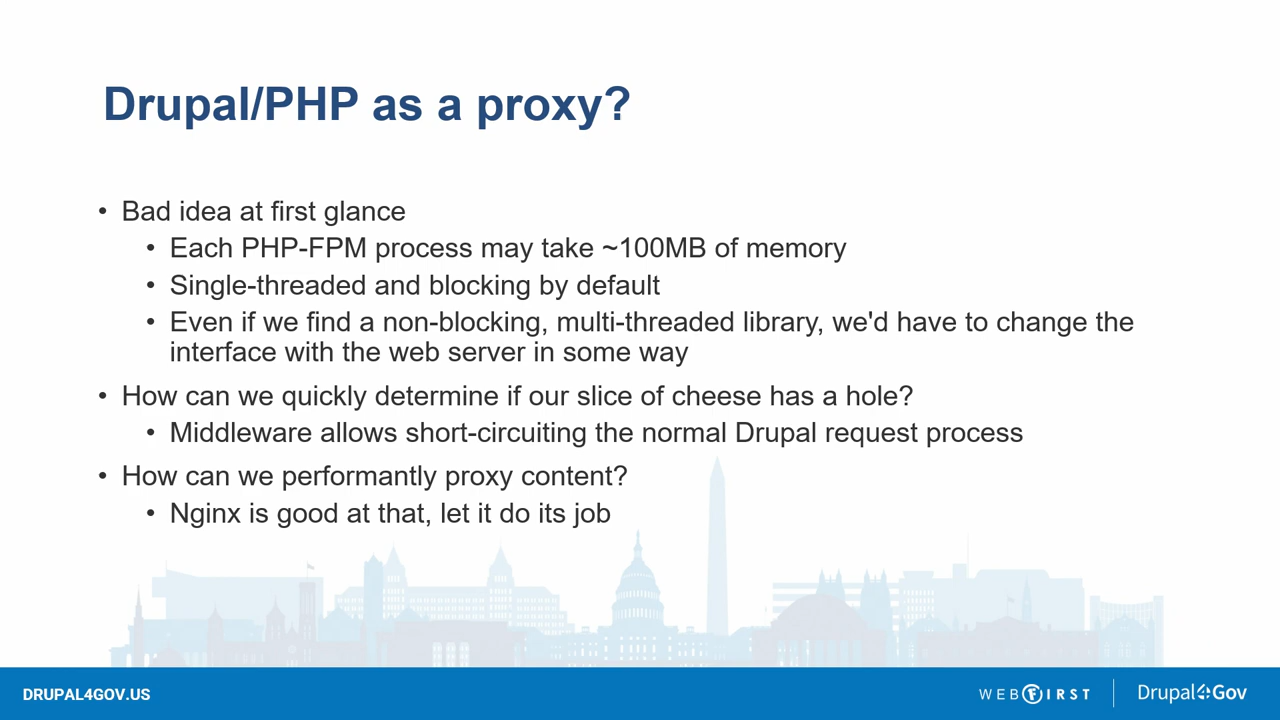 Drupal/PHP as a proxy?
• Bad idea at first glance
• Each PHP-FPM process may take ~100MB of memory
• Single-threaded and blocking by default
• Even if we find a non-blocking, multi-threaded library, we'd have to change the
interface with the web server in some way
• How can we quickly determine if our slice of cheese has a hole?
• Middleware allows short-circuiting the normal Drupal request process
• How can we performantly proxy content?
• Nginx is good at that, let it do its job
DRUPAL4GOV.US
WEBFIRST
Drupal4Gov